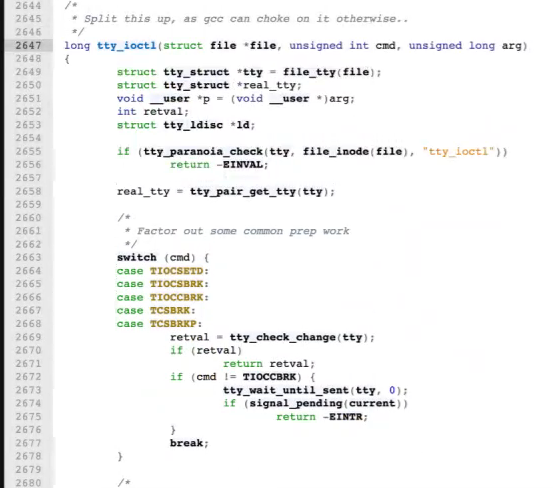 2644 /*
2645  * Split this up, as gcc can choke on it otherwise..
2646  */
2647 long tty_ioctl(struct file *file, unsigned int cmd, unsigned long arg)
2648 {
2649         struct tty_struct *tty = file_tty(file);
2650         struct tty_struct *real_tty;
2651         void __user *p = (void __user *)arg;
2652         int retval;
2653         struct tty_ldisc *ld;
2654
2655         if (tty_paranoia_check(tty, file_inode(file), "tty_ioctl"))
2656                 return -EINVAL;
2657
2658         real_tty = tty_pair_get_tty(tty);
2659
2660         /*
2661          * Factor out some common prep work
2662          */
2663         switch (cmd) {
2664         case TIOCSETD:
2665         case TIOCSBRK:
2666         case TIOCCBRK:
2667         case TCSBRK:
2668         case TCSBRKP:
2669                 retval = tty_check_change(tty);
2670                 if (retval)
2671                         return retval;
2672                 if (cmd != TIOCCBRK) {
2673                         tty_wait_until_sent(tty, 0);
2674                         if (signal_pending(current))
2675                                 return -EINTR;
2676                 }
2677                 break;
2678         }
2679
2680         /*